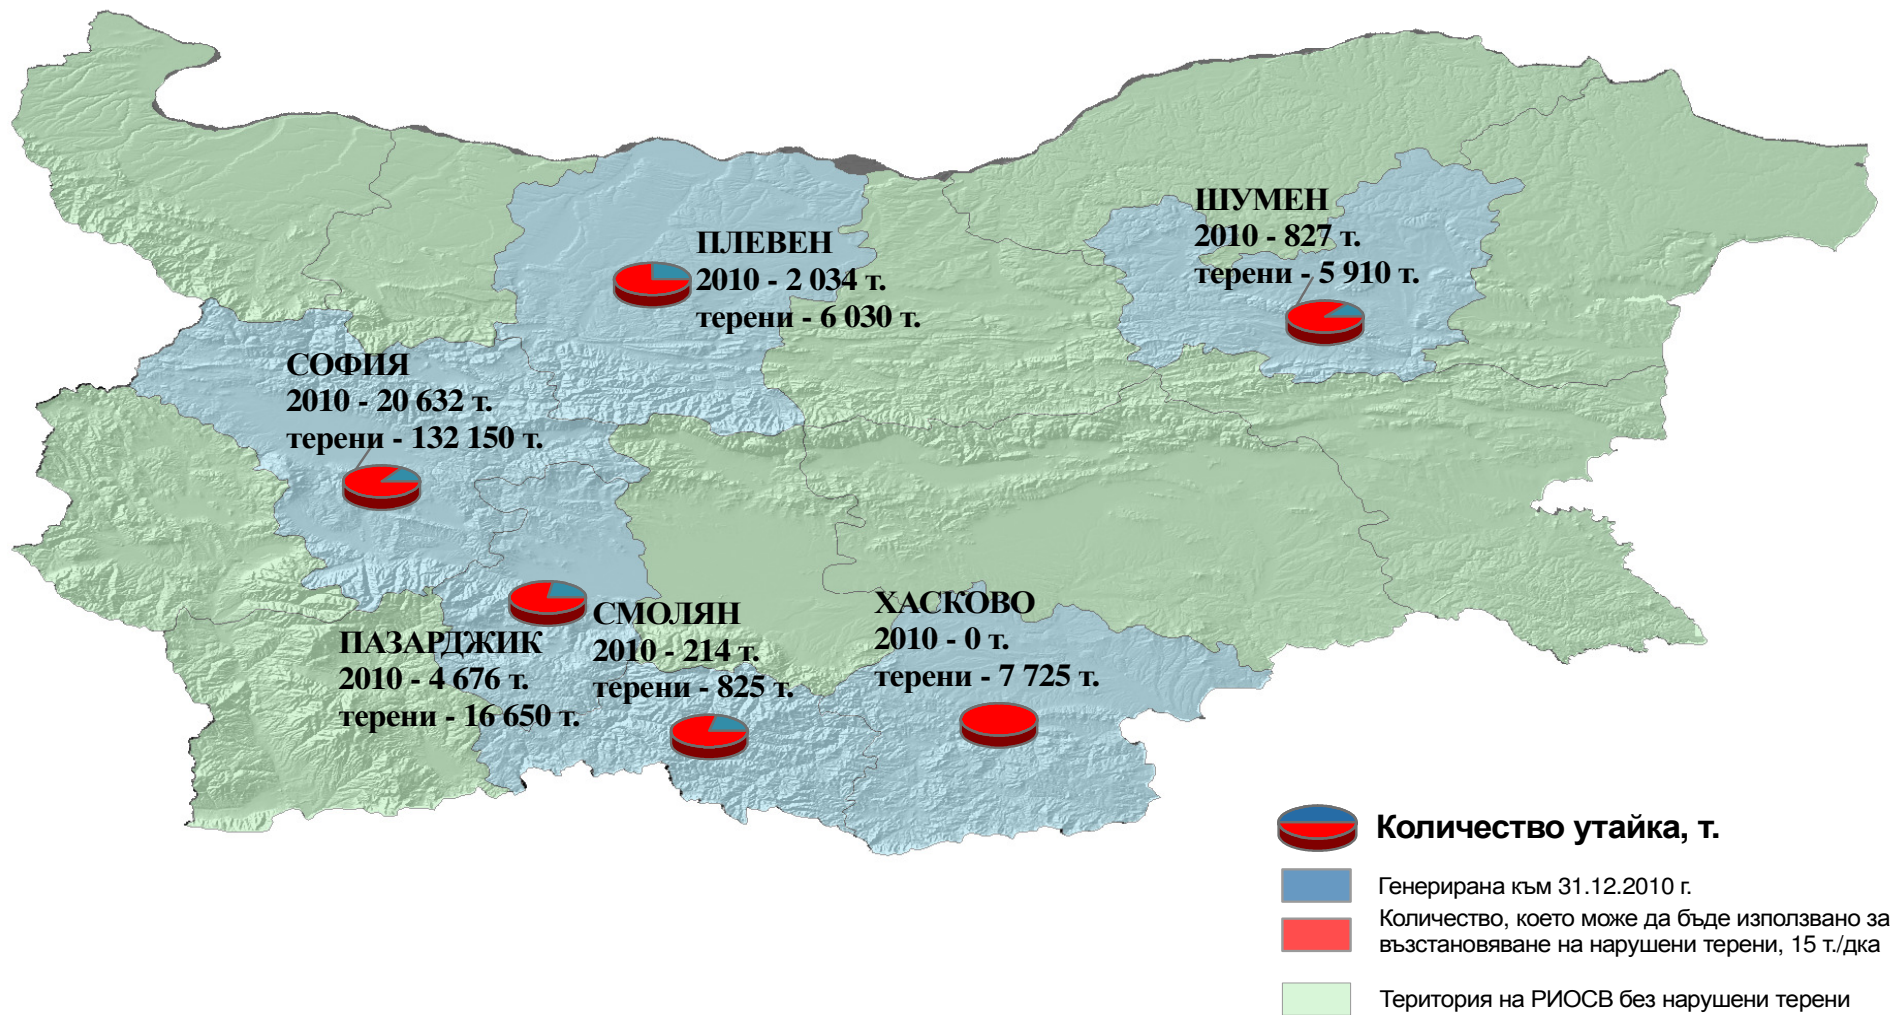 ШУМЕН
2010 - 827 т.
терени - 5 910 т.
ПЛЕВЕН
2010 - 2 034 т.
терени - 6 030 т.
СОФИЯ
2010 - 20 632 т.
терени - 132 150 т.
ПАЗАРДЖИК
2010 - 4 676 т.
терени - 16 650 т.
СМОЛЯН
2010 - 214 т.
терени - 825 т.
ХАСКОВО
2010 - 0 т.
терени - 7 725 т.
Количество утайка, т.
Генерирана към 31.12.2010 г.
Количество, което може да бъде използвано за
възстановяване на нарушени терени, 15 т./дка
Територия на РИОСВ без нарушени терени